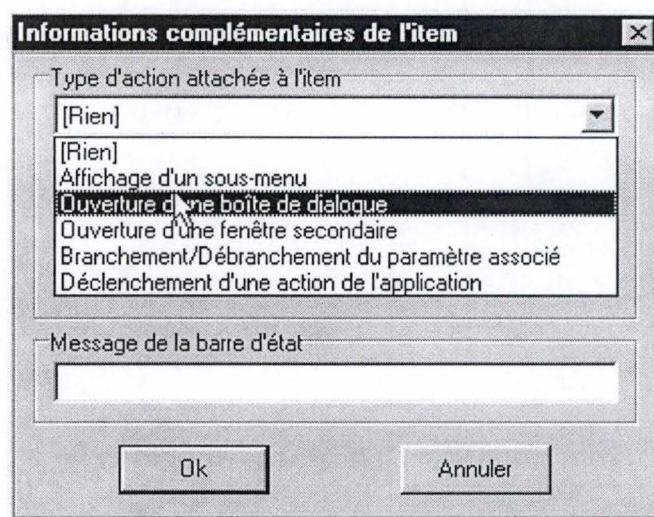 Informations complémentaires de l'item
Type d'action attachée à l'item
[Rien]
[Rien]
Affichage d'un sous-menu
Ouverture d'une boîte de dialogue
Ouverture d'une fenêtre secondaire
Branchement/Débranchement du paramètre associé
Déclenchement d'une action de l'application
Message de la barre d'état
Ok
Annuler